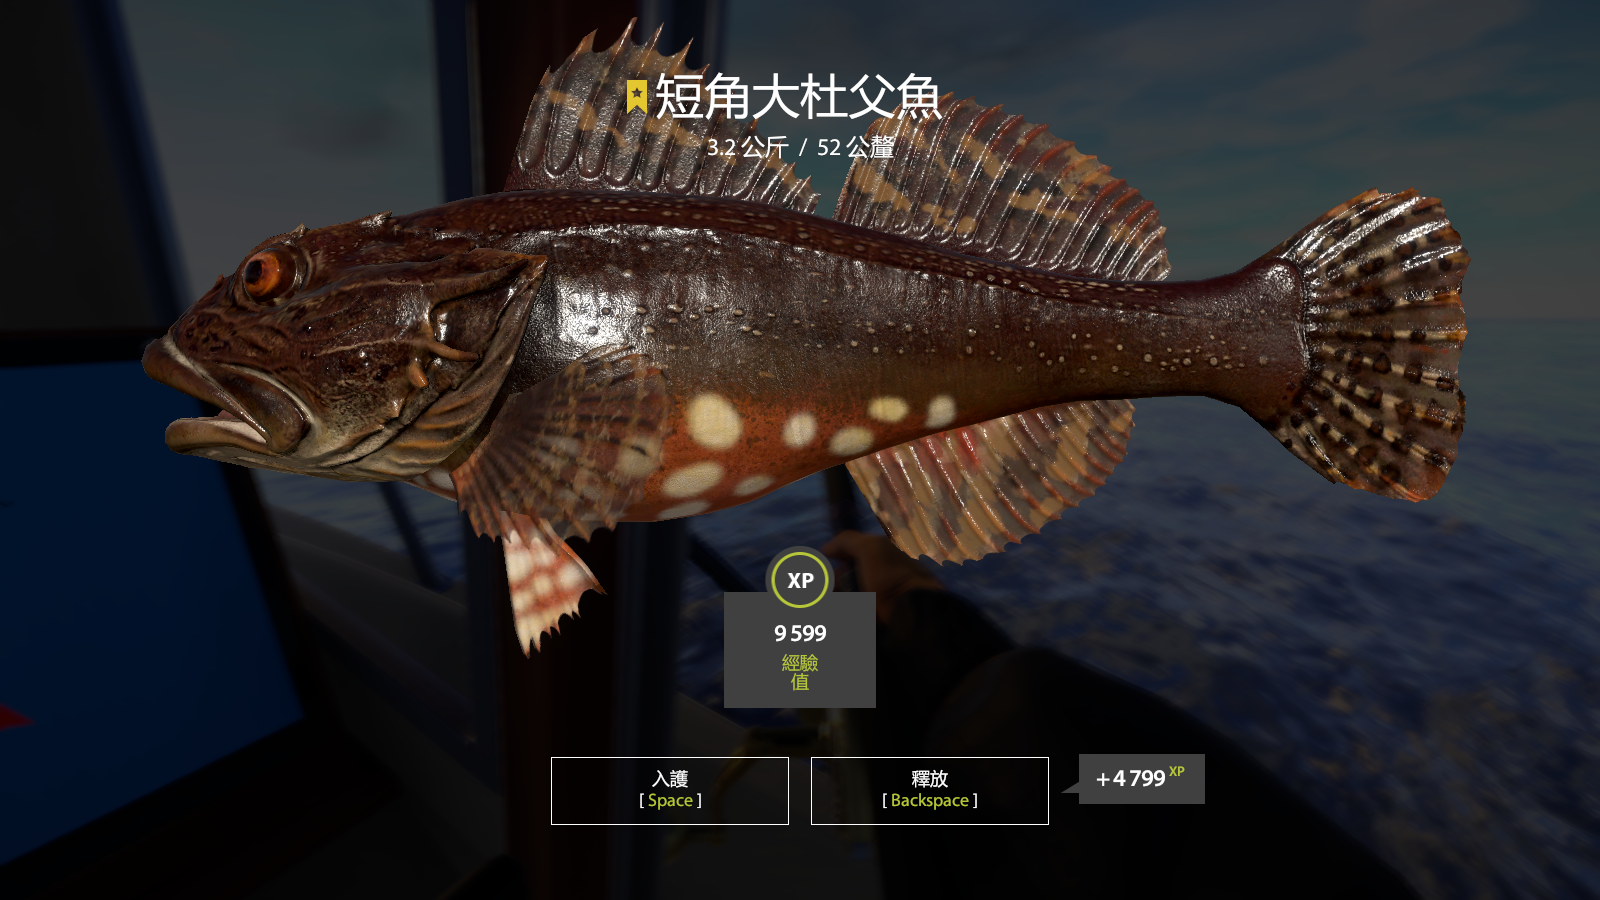 短角大杜父魚
3.2 公斤 / 52 公釐
XP
9 599
經驗
值
入護
[ Space ]
釋放
[ Backspace ]
+4 799 XP